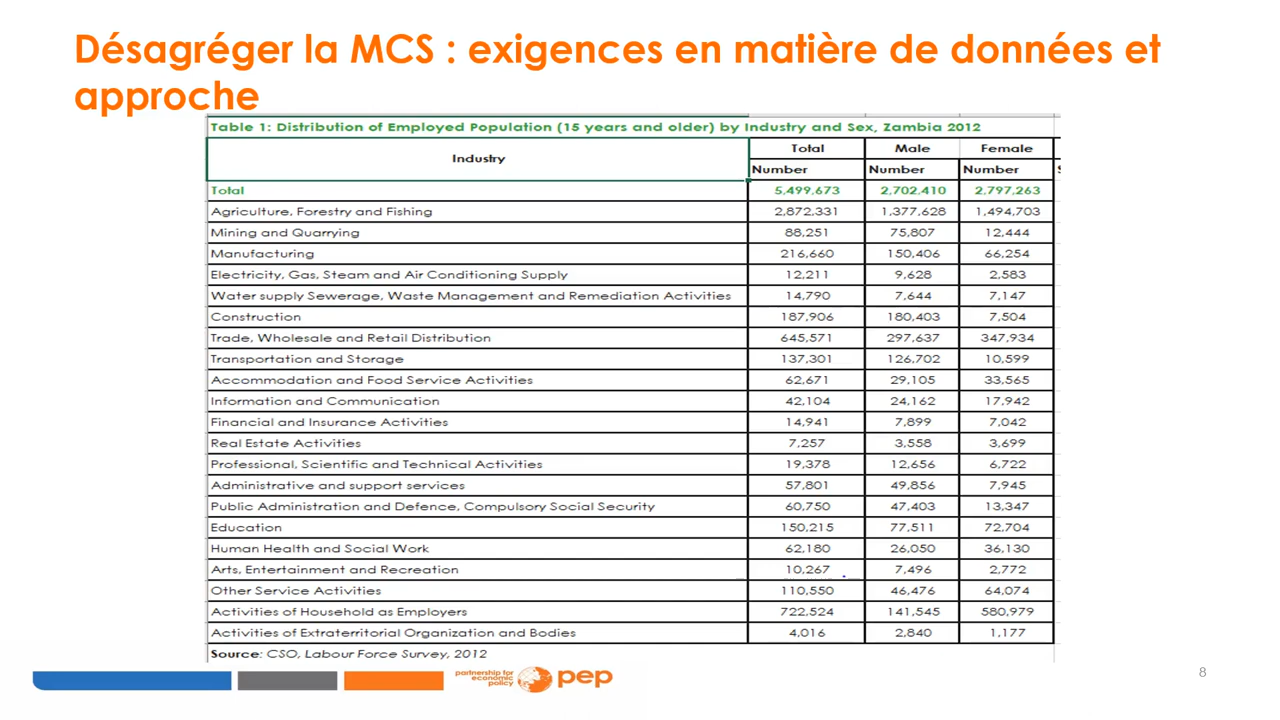 Désagréger la MCS : exigences en matière de données et
approche
Table 1: Distribution of Employed Population (15 years and older) by Industry and Sex, Zambia 2012
Industry Total Male Female
Number Number Number
Total 5,499,673 2,702,410 2,797,263
Agriculture, Forestry and Fishing 2,872,331 1,377,628 1,494,703
Mining and Quarrying 88,251 75,807 12,444
Manufacturing 216,660 150,406 66,254
Electricity, Gas, Steam and Air Conditioning Supply 12,211 9,628 2,583
Water supply Sewerage, Waste Management and Remediation Activities 14,790 7,644 7,147
Construction 187,906 180,403 7,504
Trade, Wholesale and Retail Distribution 645,571 297,637 347,934
Transportation and Storage 137,301 126,702 10,599
Accommodation and Food Service Activities 62,671 29,105 33,565
Information and Communication 42,104 24,162 17,942
Financial and Insurance Activities 14,941 7,899 7,042
Real Estate Activities 7,257 3,558 3,699
Professional, Scientific and Technical Activities 19,378 12,656 6,722
Administrative and support services 57,801 49,856 7,945
Public Administration and Defence, Compulsory Social Security 60,750 47,403 13,347
Education 150,215 77,511 72,704
Human Health and Social Work 62,180 26,050 36,130
Arts, Entertainment and Recreation 10,267 7,496 2,772
Other Service Activities 110,550 46,476 64,074
Activities of Household as Employers 722,524 141,545 580,979
Activities of Extraterritorial Organization and Bodies 4,016 2,840 1,177
Source: CSO, Labour Force Survey, 2012
partnership for
economic
policy
pep
8